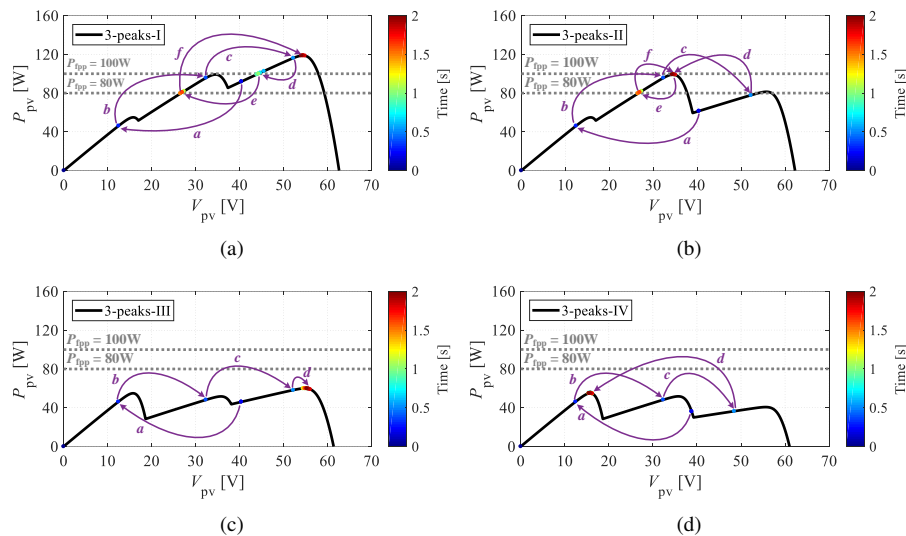 160
120
80
40
0
P_pv [W]
3-peaks-I
P_fpp = 100W
P_fpp = 80W
a
b
c
d
e
f
0 10 20 30 40 50 60 70
V_pv [V]
2
1.5
1
0.5
0
Time [s]
(a)
160
120
80
40
0
P_pv [W]
3-peaks-II
P_fpp = 100W
P_fpp = 80W
a
b
c
d
e
f
0 10 20 30 40 50 60 70
V_pv [V]
2
1.5
1
0.5
0
Time [s]
(b)
160
120
80
40
0
P_pv [W]
3-peaks-III
P_fpp = 100W
P_fpp = 80W
a
b
c
d
0 10 20 30 40 50 60 70
V_pv [V]
2
1.5
1
0.5
0
Time [s]
(c)
160
120
80
40
0
P_pv [W]
3-peaks-IV
P_fpp = 100W
P_fpp = 80W
a
b
c
d
0 10 20 30 40 50 60 70
V_pv [V]
2
1.5
1
0.5
0
Time [s]
(d)